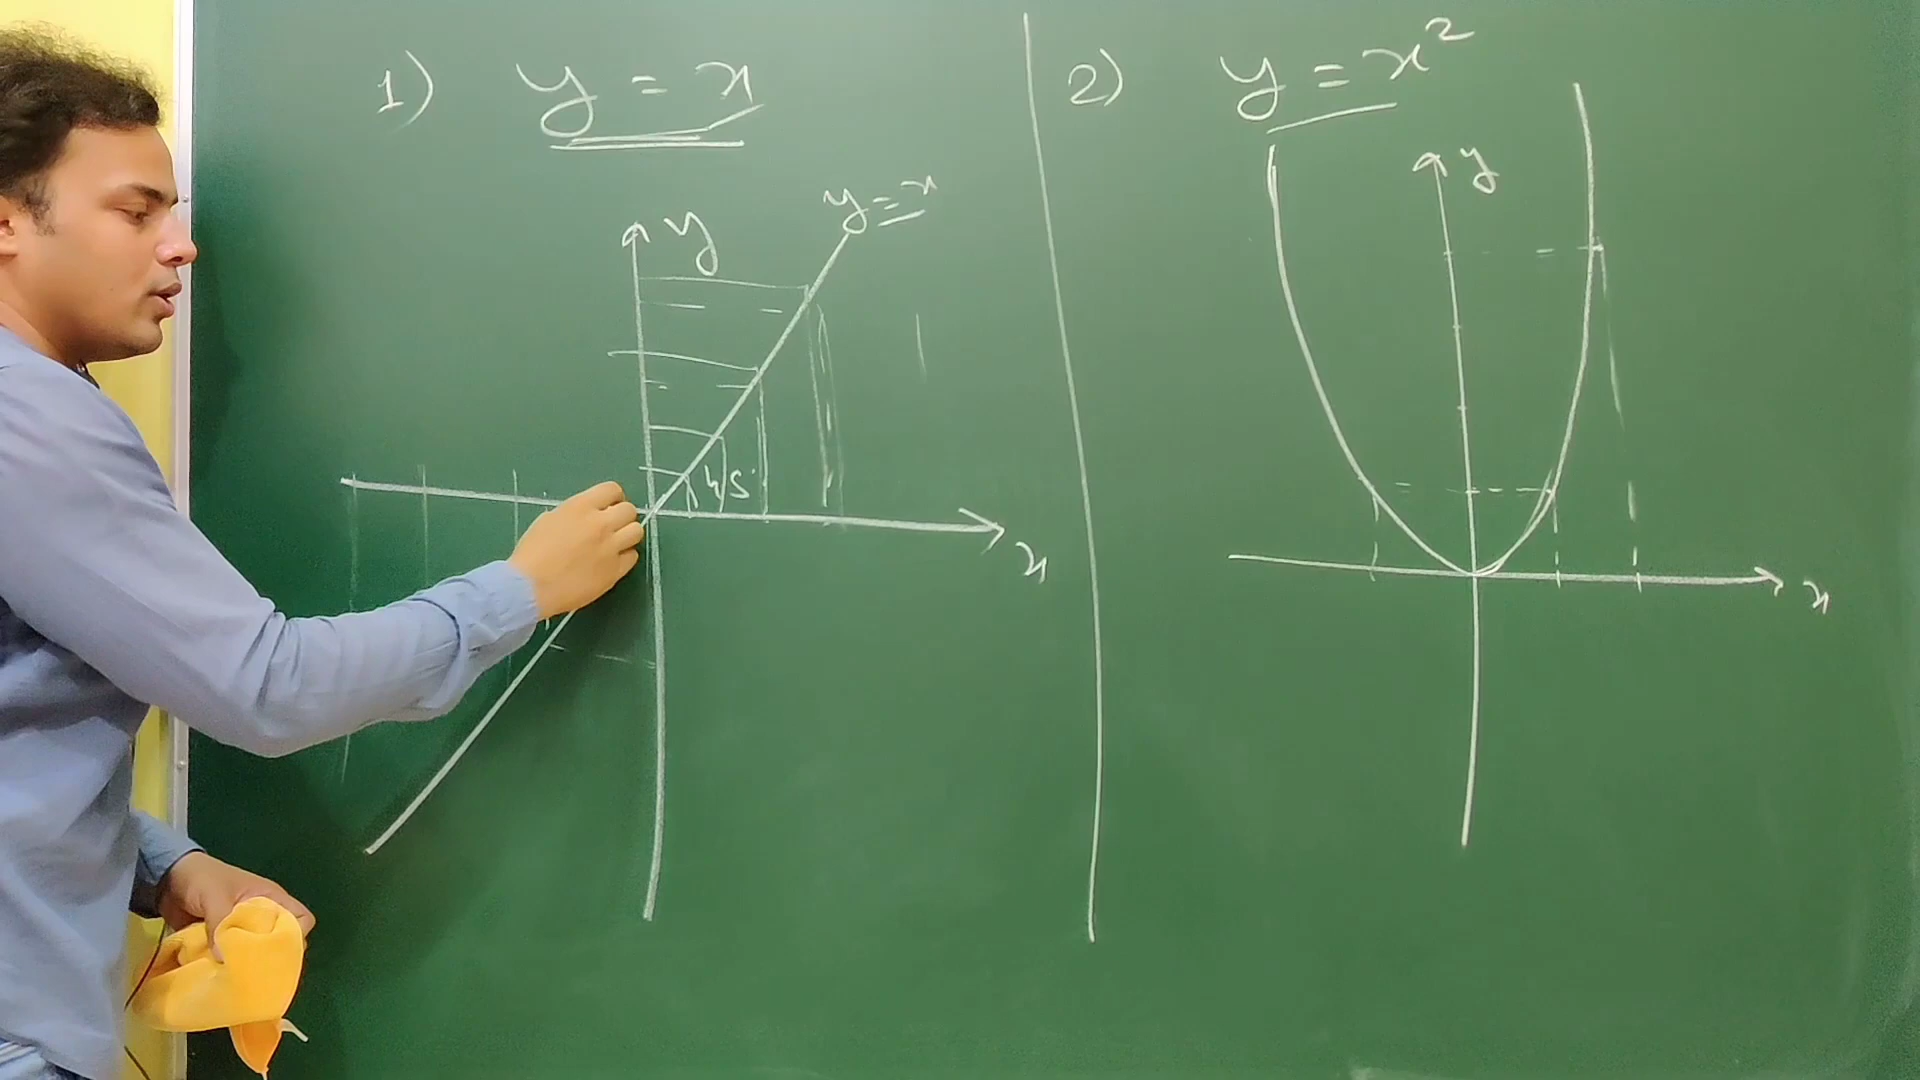 1) y = x
y
y = x
45°
x
2) y = x²
y
x